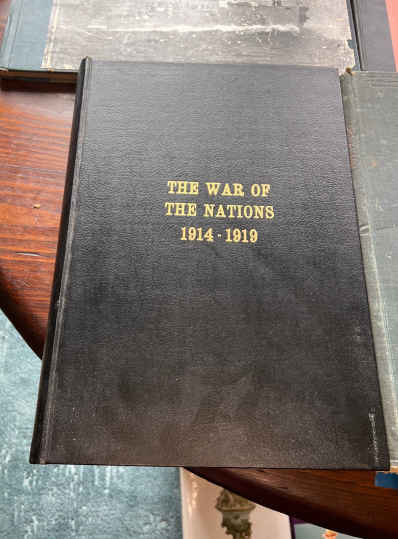 THE WAR OF
THE NATIONS
1914 - 1919